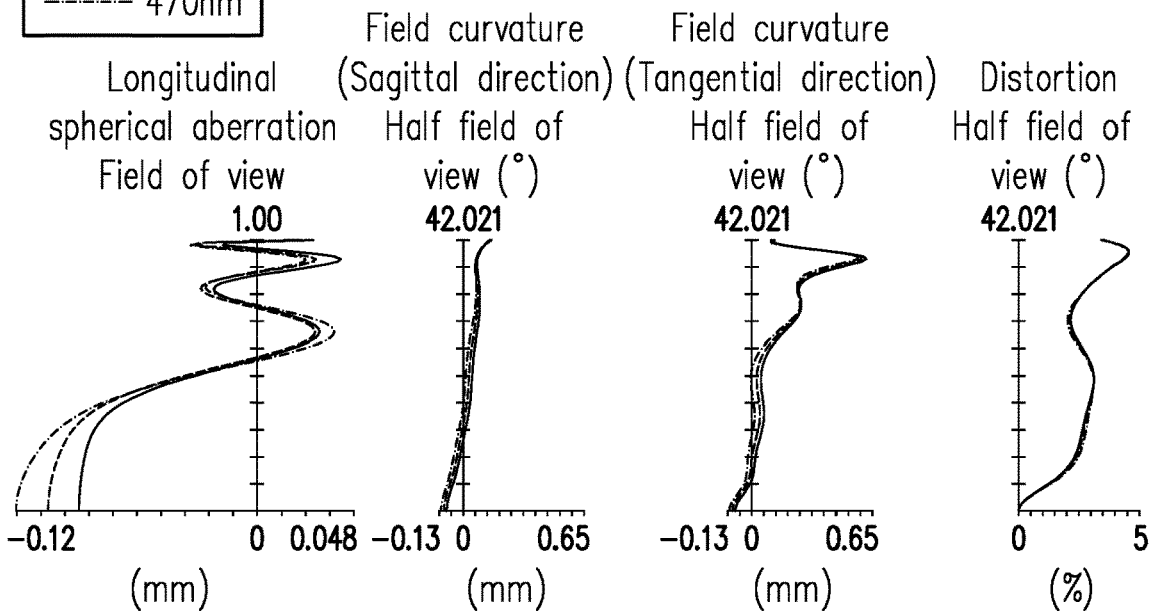 470nm
Longitudinal
spherical aberration
Field of view
1.00
-0.12 0 0.048
(mm)
Field curvature
(Sagittal direction)
Half field of
view (°)
42.021
-0.13 0 0.65
(mm)
Field curvature
(Tangential direction)
Half field of
view (°)
42.021
-0.13 0 0.65
(mm)
Distortion
Half field of
view (°)
42.021
0 5
(%)